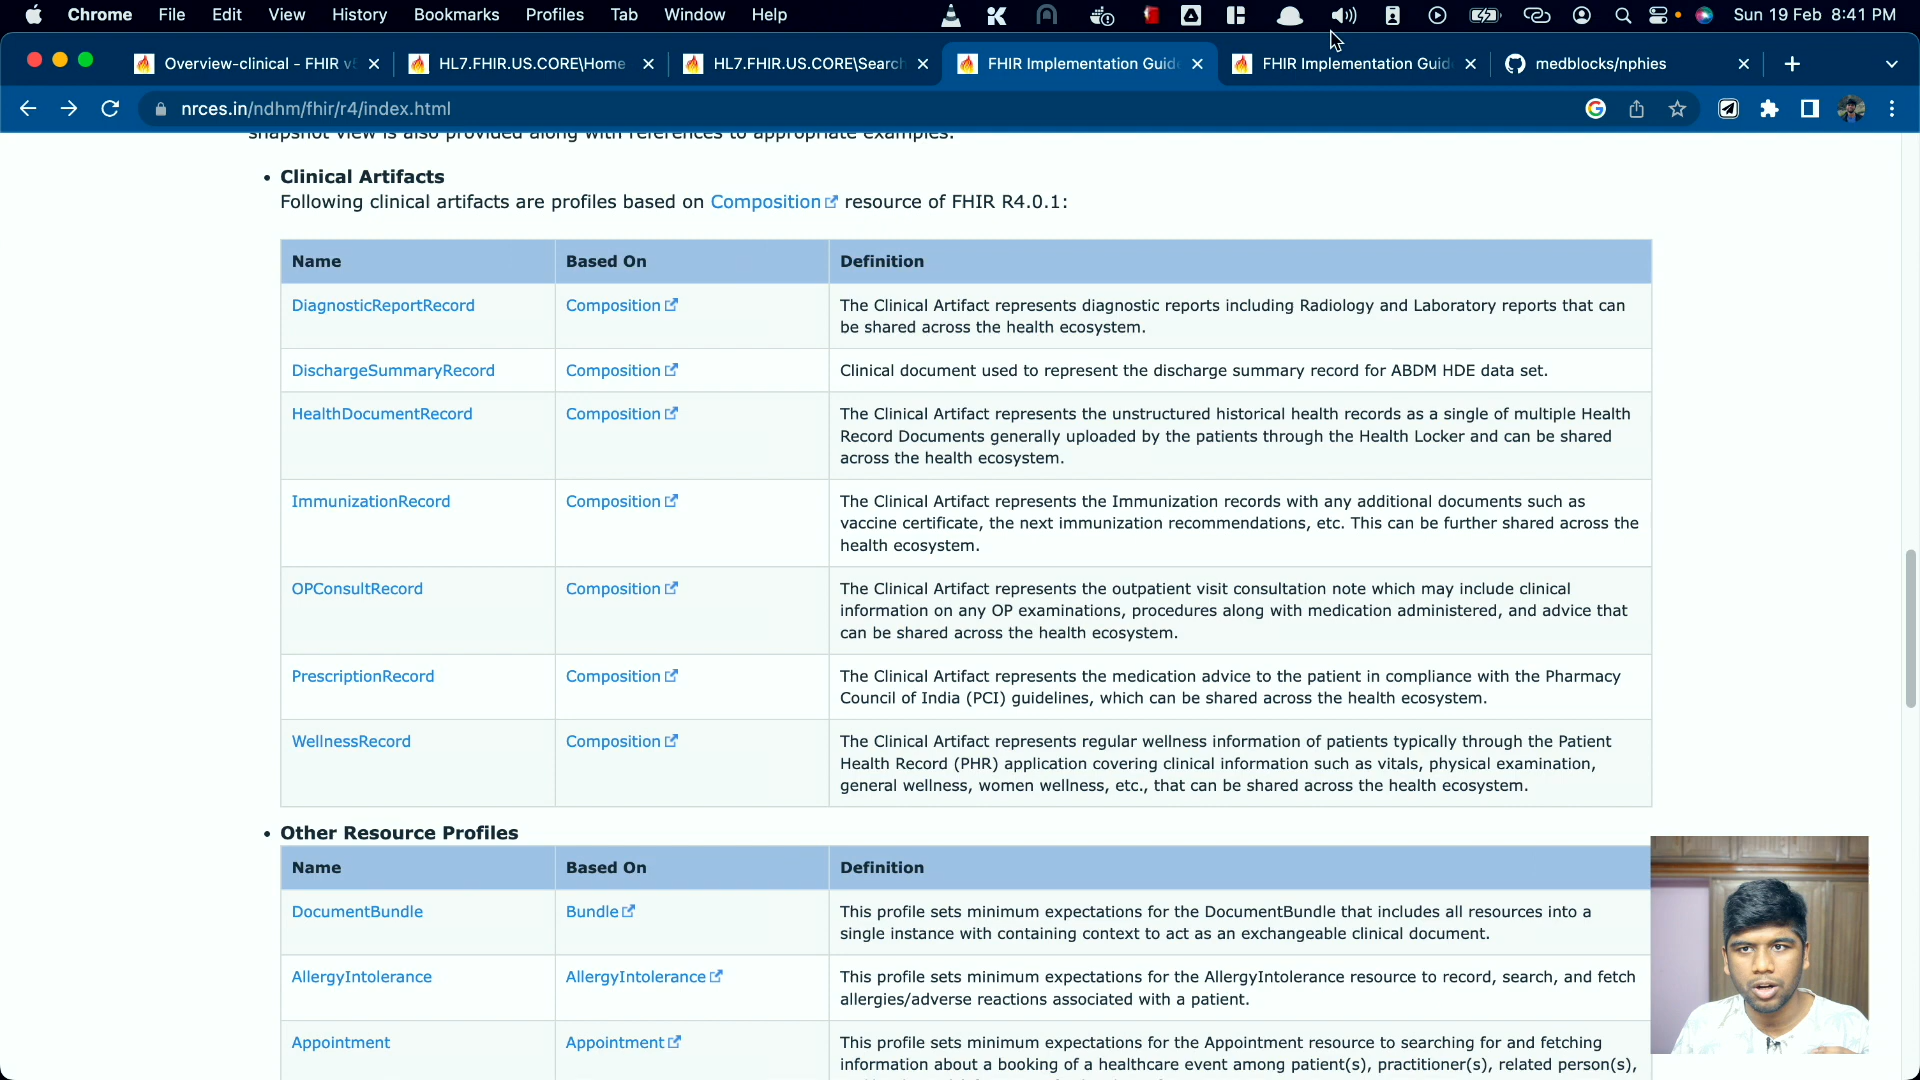 Chrome File Edit View History Bookmarks Profiles Tab Window Help Sun 19 Feb 8:41 PM
Overview-clinical - FHIR v HL7.FHIR.US.CORE\Home HL7.FHIR.US.CORE\Search FHIR Implementation Guid FHIR Implementation Guid medblocks/nphies
nrces.in/ndhm/fhir/r4/index.html
snapshot view is also provided along with references to appropriate examples.
• Clinical Artifacts
Following clinical artifacts are profiles based on Composition resource of FHIR R4.0.1:
Name Based On Definition
DiagnosticReportRecord Composition The Clinical Artifact represents diagnostic reports including Radiology and Laboratory reports that can
be shared across the health ecosystem.
DischargeSummaryRecord Composition Clinical document used to represent the discharge summary record for ABDM HDE data set.
HealthDocumentRecord Composition The Clinical Artifact represents the unstructured historical health records as a single of multiple Health
Record Documents generally uploaded by the patients through the Health Locker and can be shared
across the health ecosystem.
ImmunizationRecord Composition The Clinical Artifact represents the Immunization records with any additional documents such as
vaccine certificate, the next immunization recommendations, etc. This can be further shared across the
health ecosystem.
OPConsultRecord Composition The Clinical Artifact represents the outpatient visit consultation note which may include clinical
information on any OP examinations, procedures along with medication administered, and advice that
can be shared across the health ecosystem.
PrescriptionRecord Composition The Clinical Artifact represents the medication advice to the patient in compliance with the Pharmacy
Council of India (PCI) guidelines, which can be shared across the health ecosystem.
WellnessRecord Composition The Clinical Artifact represents regular wellness information of patients typically through the Patient
Health Record (PHR) application covering clinical information such as vitals, physical examination,
general wellness, women wellness, etc., that can be shared across the health ecosystem.
• Other Resource Profiles
Name Based On Definition
DocumentBundle Bundle This profile sets minimum expectations for the DocumentBundle that includes all resources into a
single instance with containing context to act as an exchangeable clinical document.
AllergyIntolerance AllergyIntolerance This profile sets minimum expectations for the AllergyIntolerance resource to record, search, and fetch
allergies/adverse reactions associated with a patient.
Appointment Appointment This profile sets minimum expectations for the Appointment resource to searching for and fetching
information about a booking of a healthcare event among patient(s), practitioner(s), related person(s),